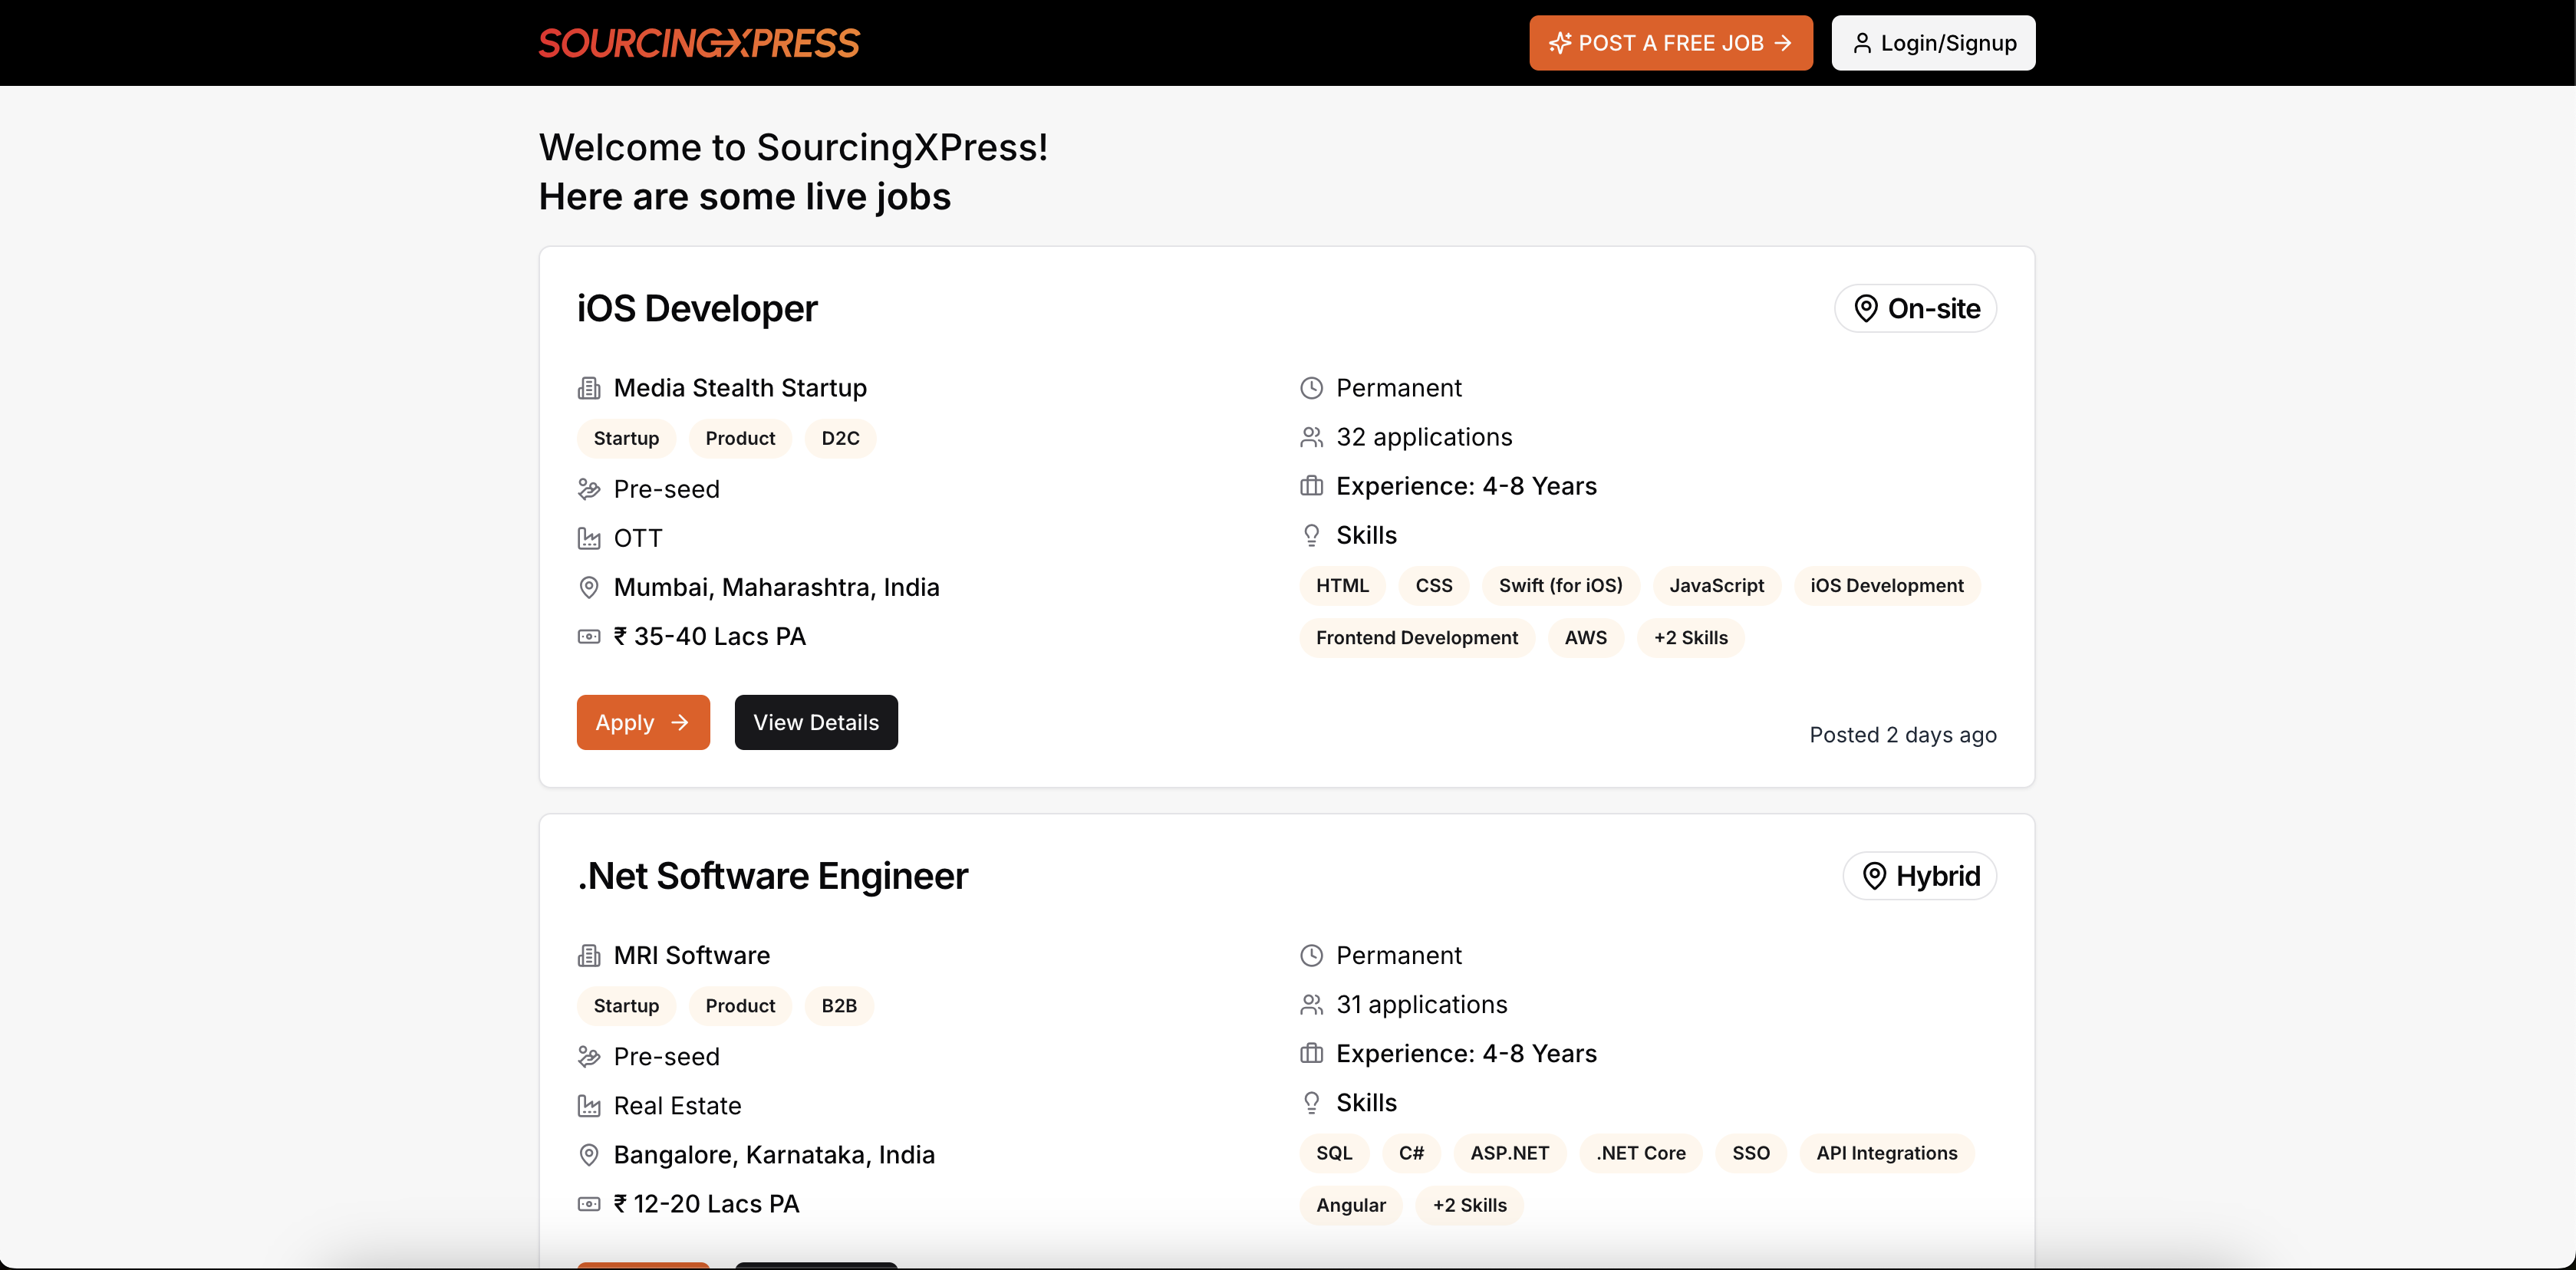 SOURCINGXPRESS
POST A FREE JOB
Login/Signup
Welcome to SourcingXPress!
Here are some live jobs
iOS Developer
On-site
Media Stealth Startup
Startup Product D2C
Pre-seed
OTT
Mumbai, Maharashtra, India
₹ 35-40 Lacs PA
Permanent
32 applications
Experience: 4-8 Years
Skills
HTML CSS Swift (for iOS) JavaScript iOS Development
Frontend Development AWS +2 Skills
Apply
View Details
Posted 2 days ago
.Net Software Engineer
Hybrid
MRI Software
Startup Product B2B
Pre-seed
Real Estate
Bangalore, Karnataka, India
₹ 12-20 Lacs PA
Permanent
31 applications
Experience: 4-8 Years
Skills
SQL C# ASP.NET .NET Core SSO API Integrations
Angular +2 Skills